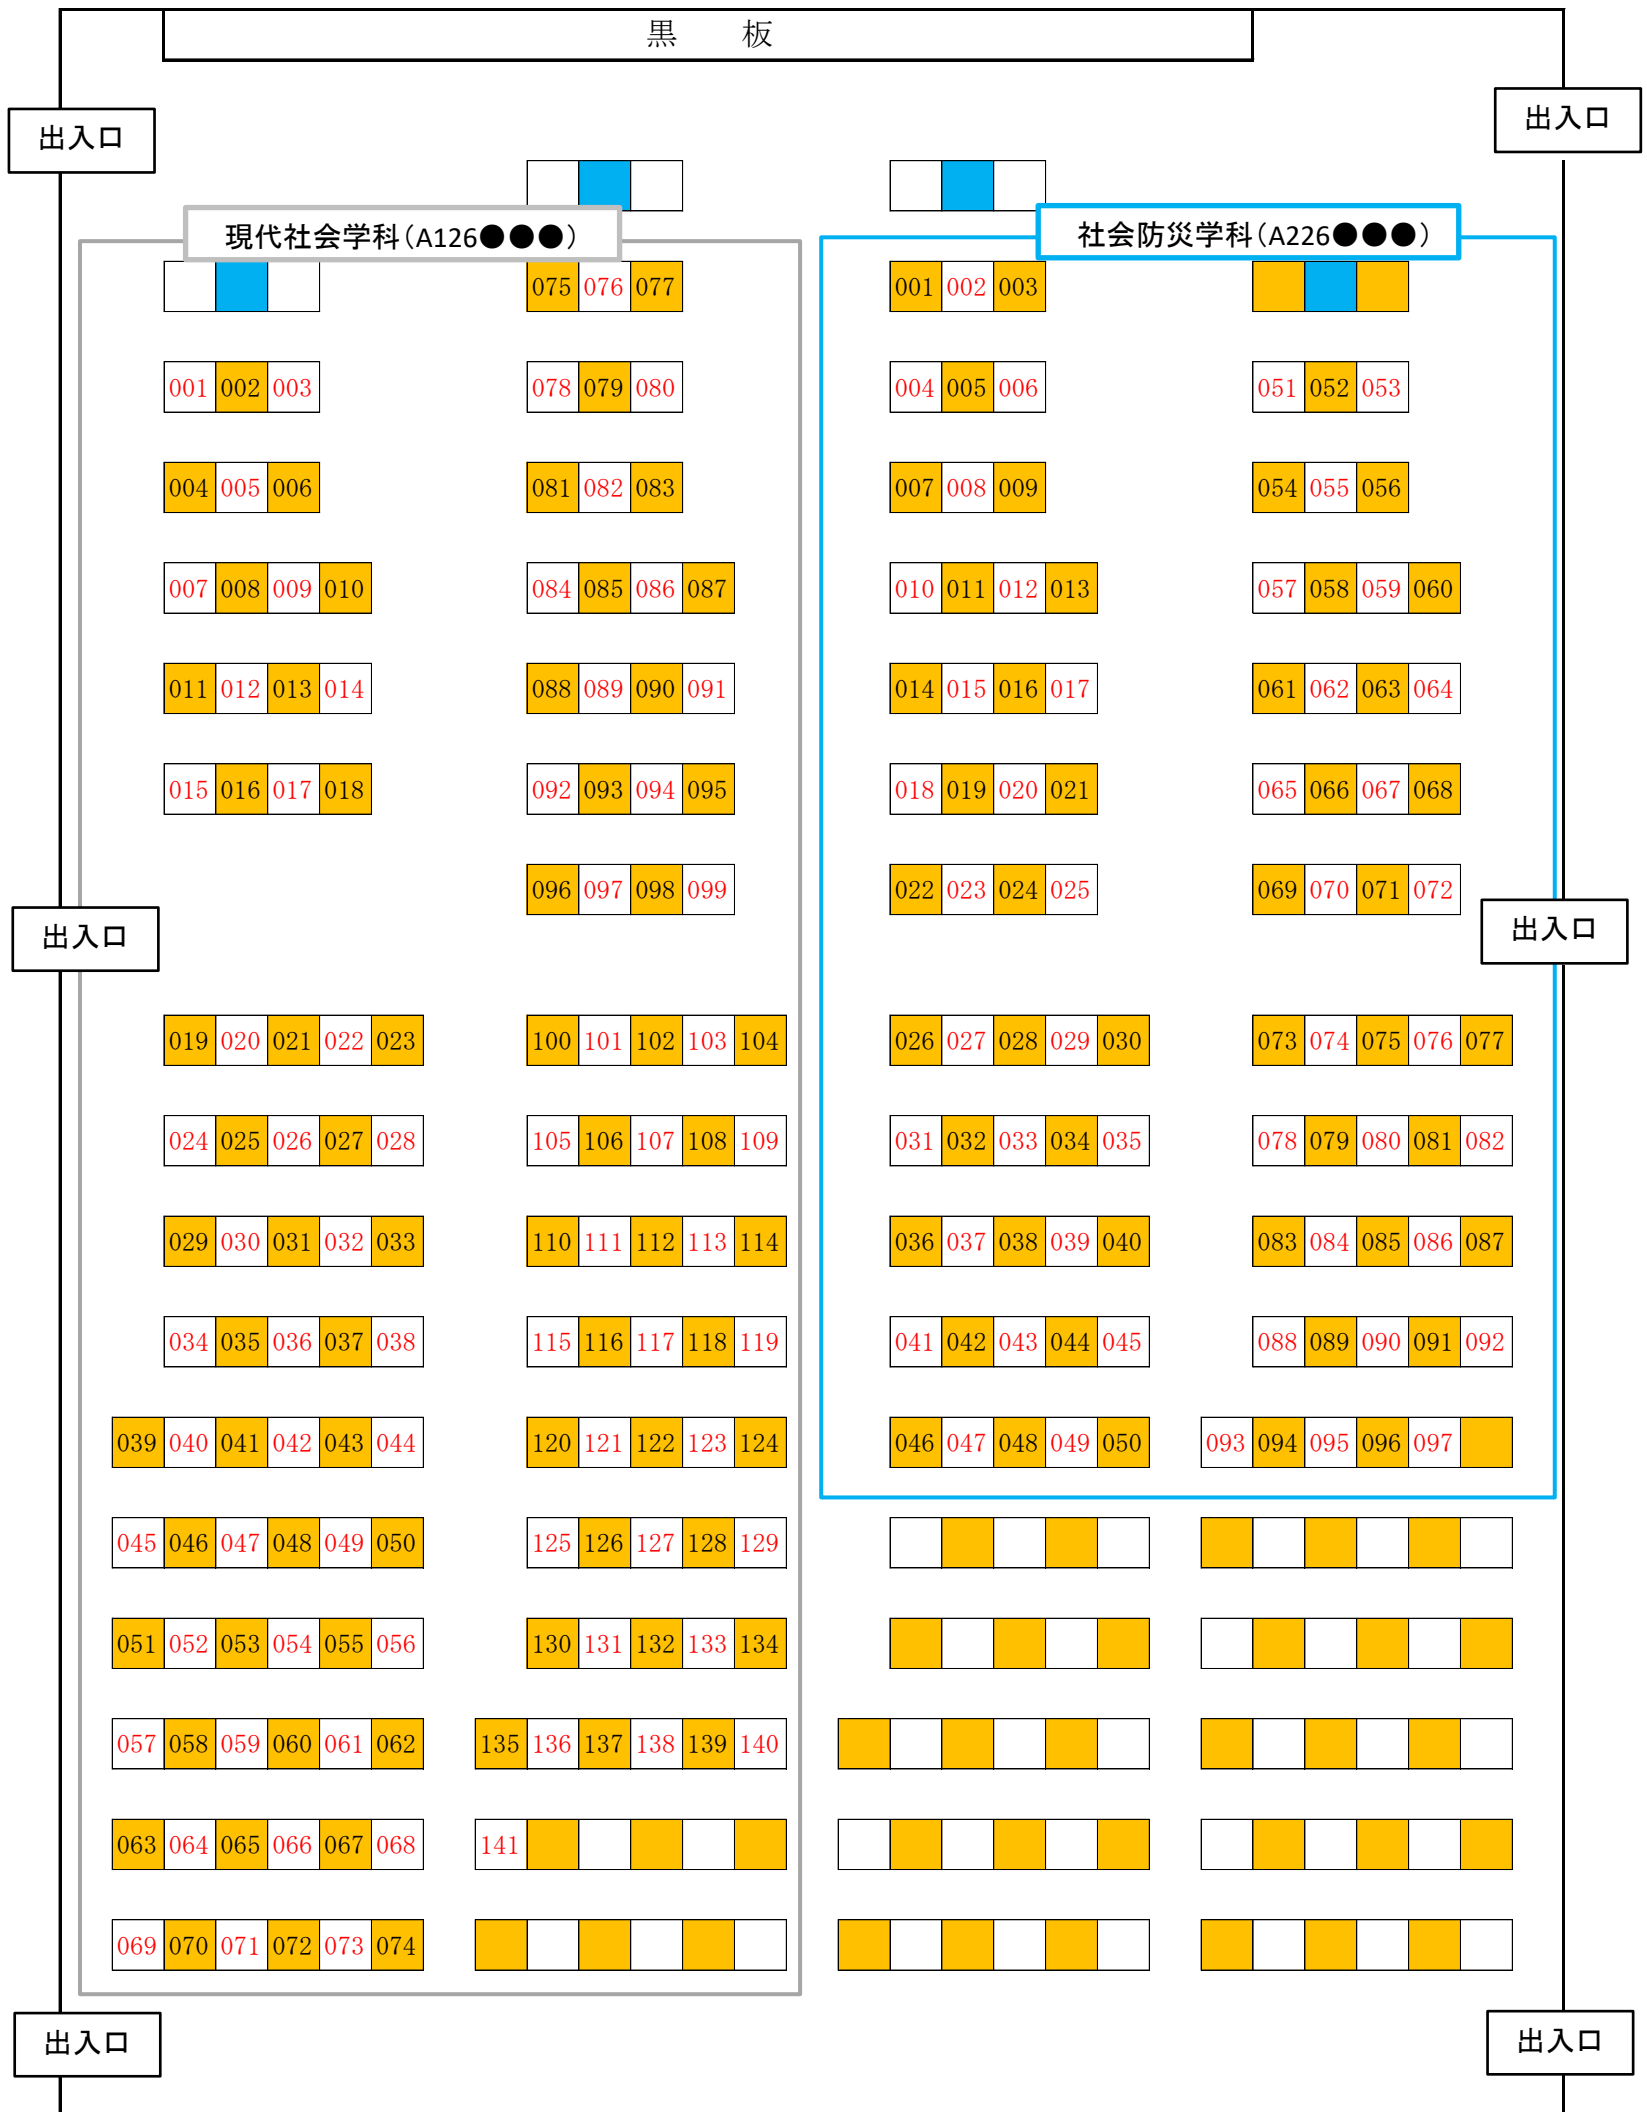 黒　板
出入口
出入口
現代社会学科(A126●●●)
社会防災学科(A226●●●)
075 076 077 001 002 003
001 002 003 078 079 080 004 005 006 051 052 053
004 005 006 081 082 083 007 008 009 054 055 056
007 008 009 010 084 085 086 087 010 011 012 013 057 058 059 060
011 012 013 014 088 089 090 091 014 015 016 017 061 062 063 064
015 016 017 018 092 093 094 095 018 019 020 021 065 066 067 068
096 097 098 099 022 023 024 025 069 070 071 072
出入口
出入口
019 020 021 022 023 100 101 102 103 104 026 027 028 029 030 073 074 075 076 077
024 025 026 027 028 105 106 107 108 109 031 032 033 034 035 078 079 080 081 082
029 030 031 032 033 110 111 112 113 114 036 037 038 039 040 083 084 085 086 087
034 035 036 037 038 115 116 117 118 119 041 042 043 044 045 088 089 090 091 092
039 040 041 042 043 044 120 121 122 123 124 046 047 048 049 050 093 094 095 096 097
045 046 047 048 049 050 125 126 127 128 129
051 052 053 054 055 056 130 131 132 133 134
057 058 059 060 061 062 135 136 137 138 139 140
063 064 065 066 067 068 141
069 070 071 072 073 074
出入口
出入口